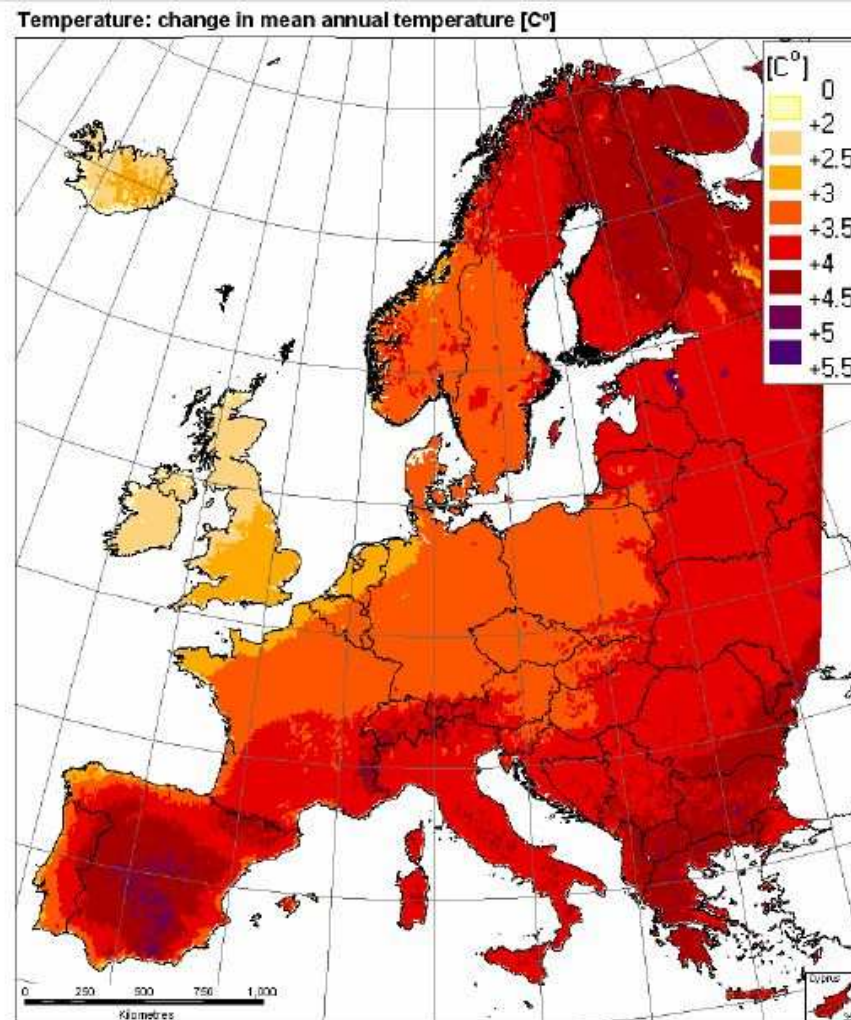 Temperature: change in mean annual temperature [Cº]
[C°]
0
+2
+2.5
+3
+3.5
+4
+4.5
+5
+5.5
Cyprus
0 250 500 750 1,000
Kilometres